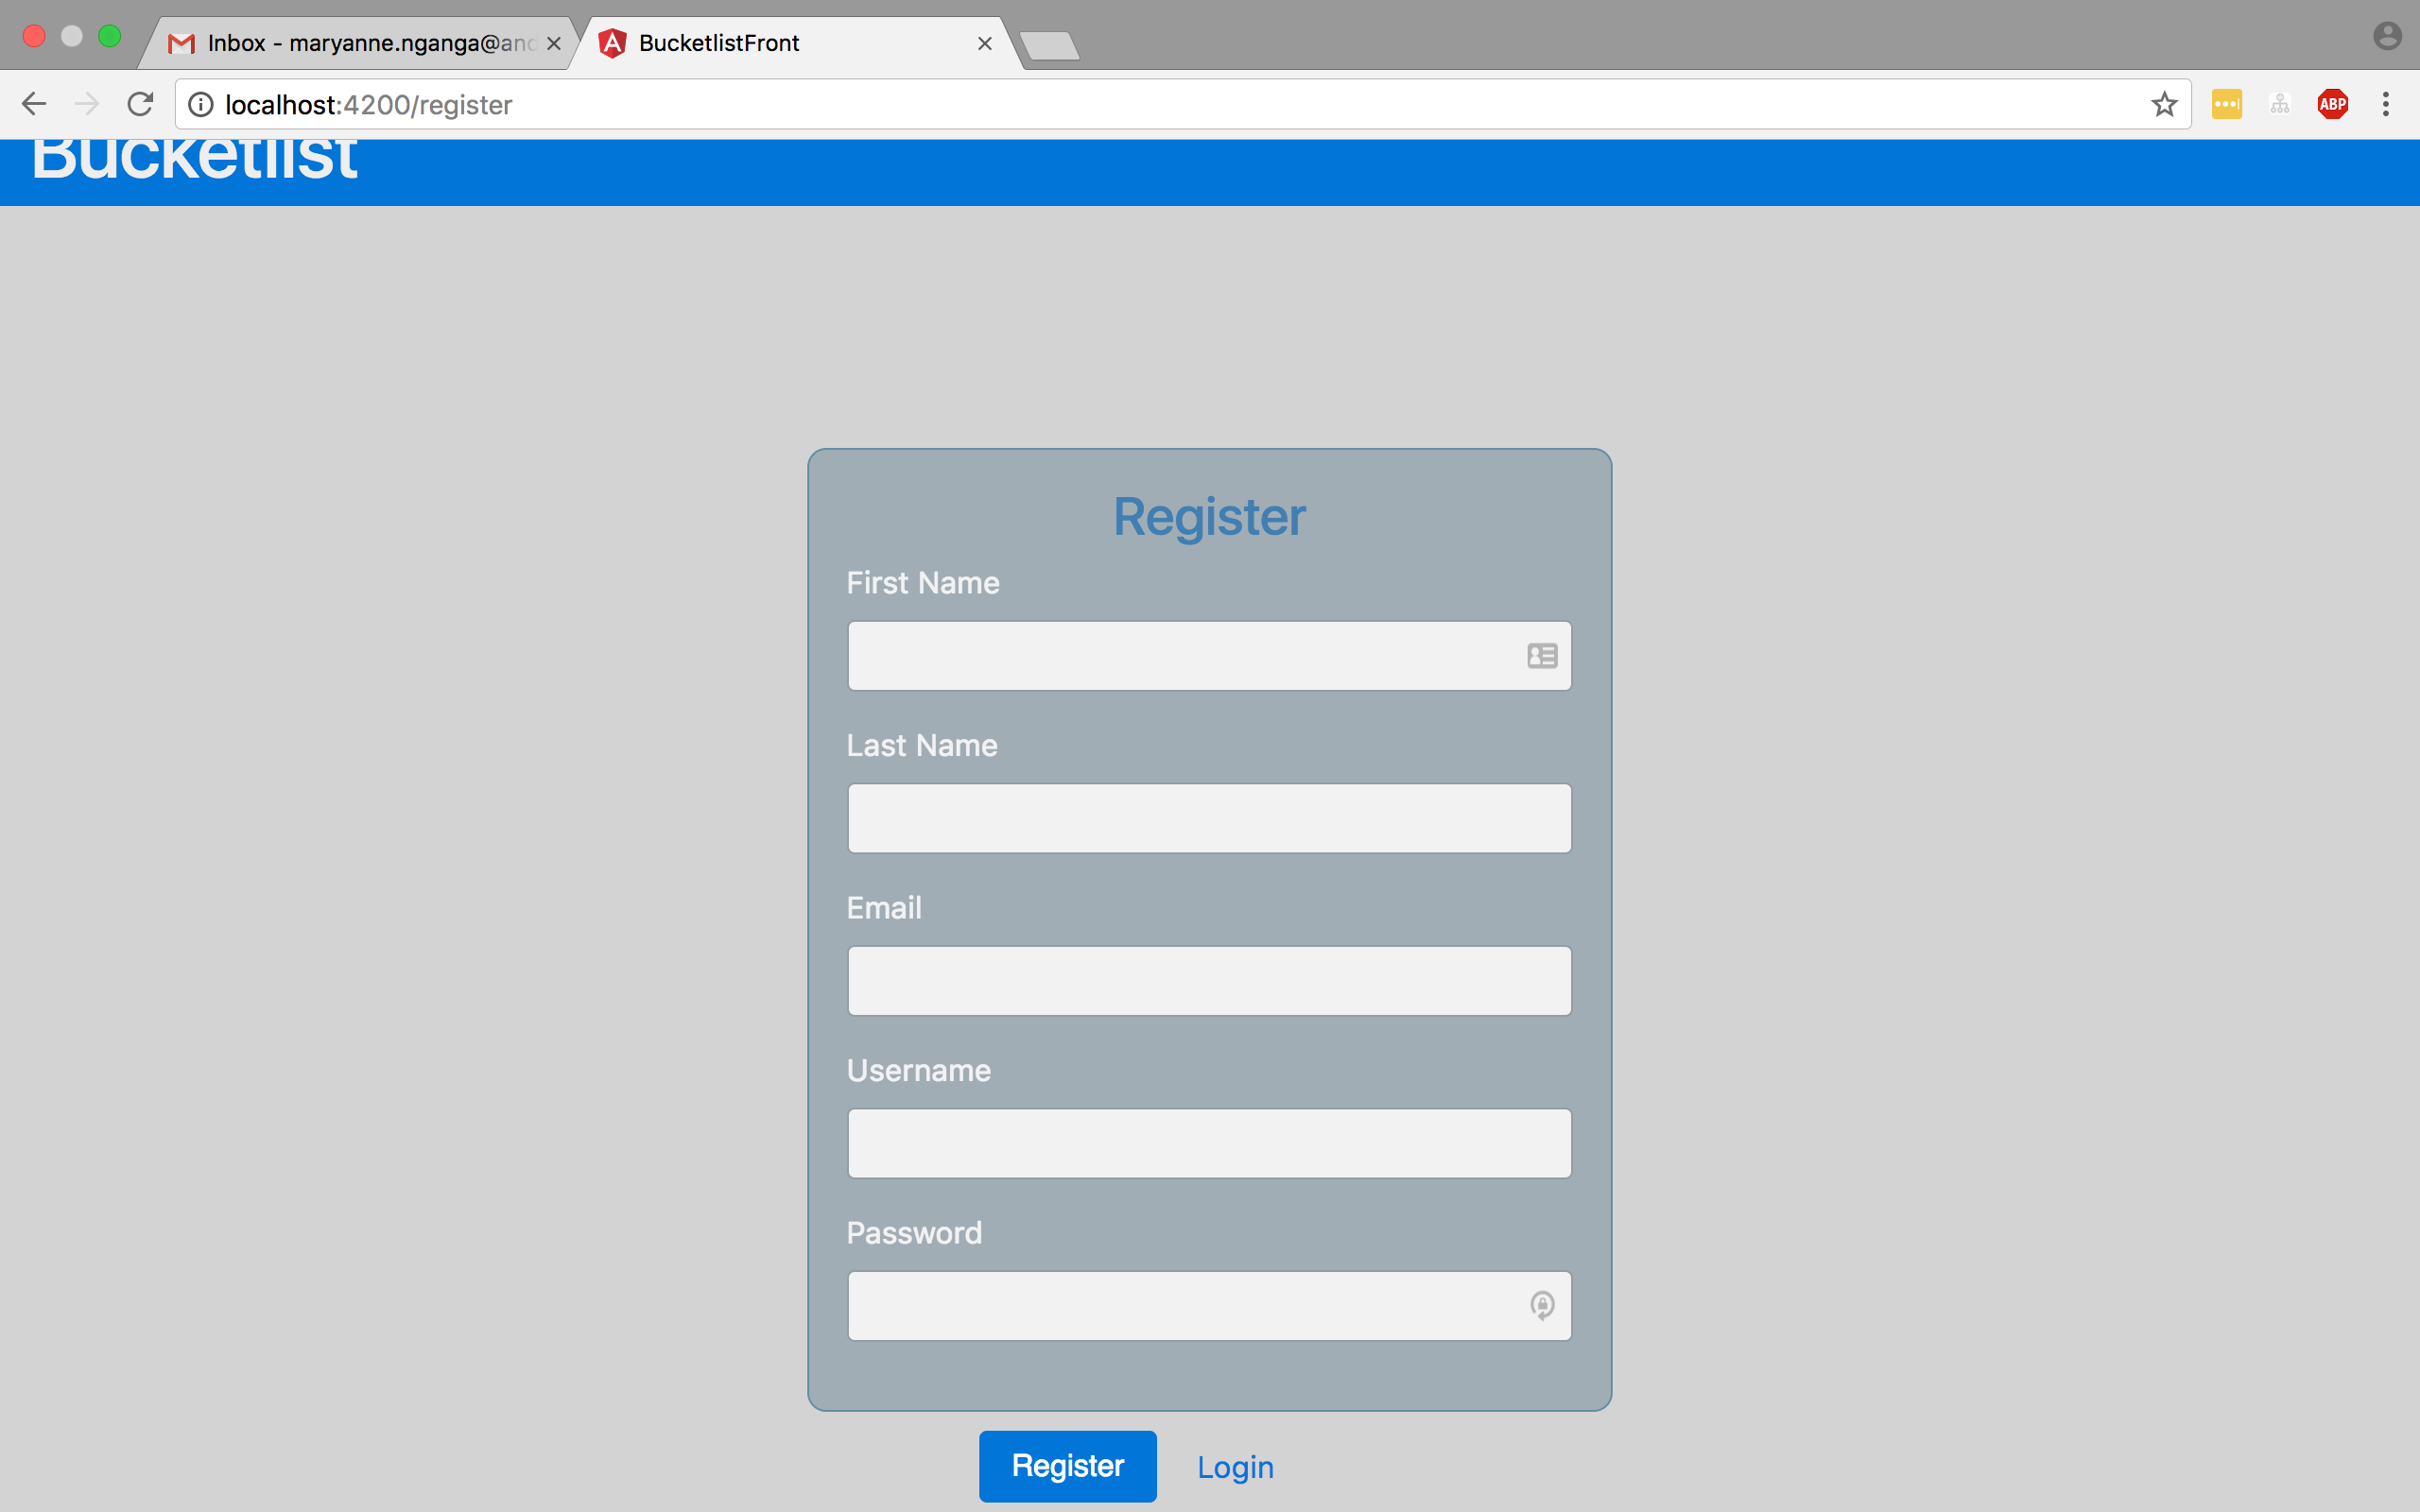 Inbox - maryanne.nganga@and
BucketlistFront
localhost:4200/register
ABP
Bucketlist
Register
First Name
Last Name
Email
Username
Password
Register
Login